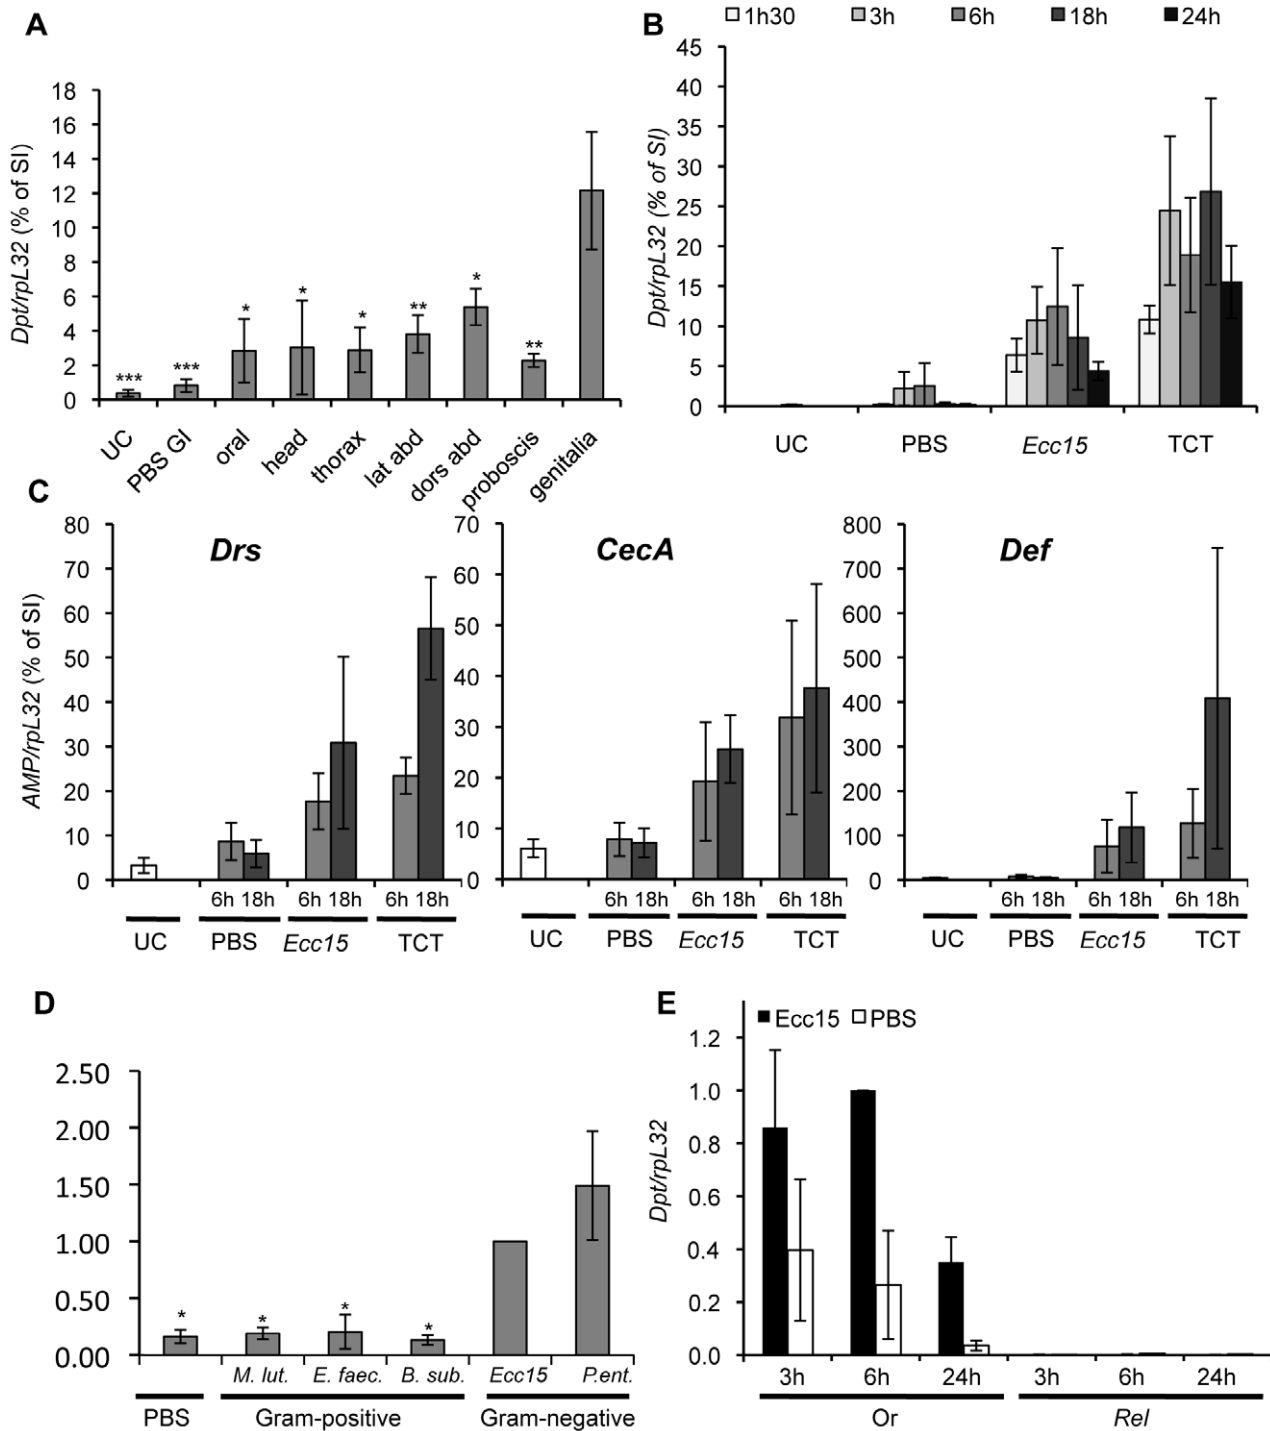 A
Dpt/rpL32 (% of SI)
18
16
14
12
10
8
6
4
2
0
***
***
*
*
*
**
*
**
UC
PBS GI
oral
head
thorax
lat abd
dors abd
proboscis
genitalia
B
1h30 3h 6h 18h 24h
Dpt/rpL32 (% of SI)
45
40
35
30
25
20
15
10
5
0
UC PBS Ecc15 TCT
C
AMP/rpL32 (% of SI)
Drs
80
70
60
50
40
30
20
10
0
6h 18h 6h 18h 6h 18h
UC PBS Ecc15 TCT
CecA
70
60
50
40
30
20
10
0
6h 18h 6h 18h 6h 18h
UC PBS Ecc15 TCT
Def
800
700
600
500
400
300
200
100
0
6h 18h 6h 18h 6h 18h
UC PBS Ecc15 TCT
D
2.50
2.00
1.50
1.00
0.50
0.00
*
*
*
*
M. lut. E. faec. B. sub. Ecc15 P.ent.
PBS Gram-positive Gram-negative
E
Ecc15 PBS
Dpt/rpL32
1.2
1.0
0.8
0.6
0.4
0.2
0.0
3h 6h 24h 3h 6h 24h
Or Rel